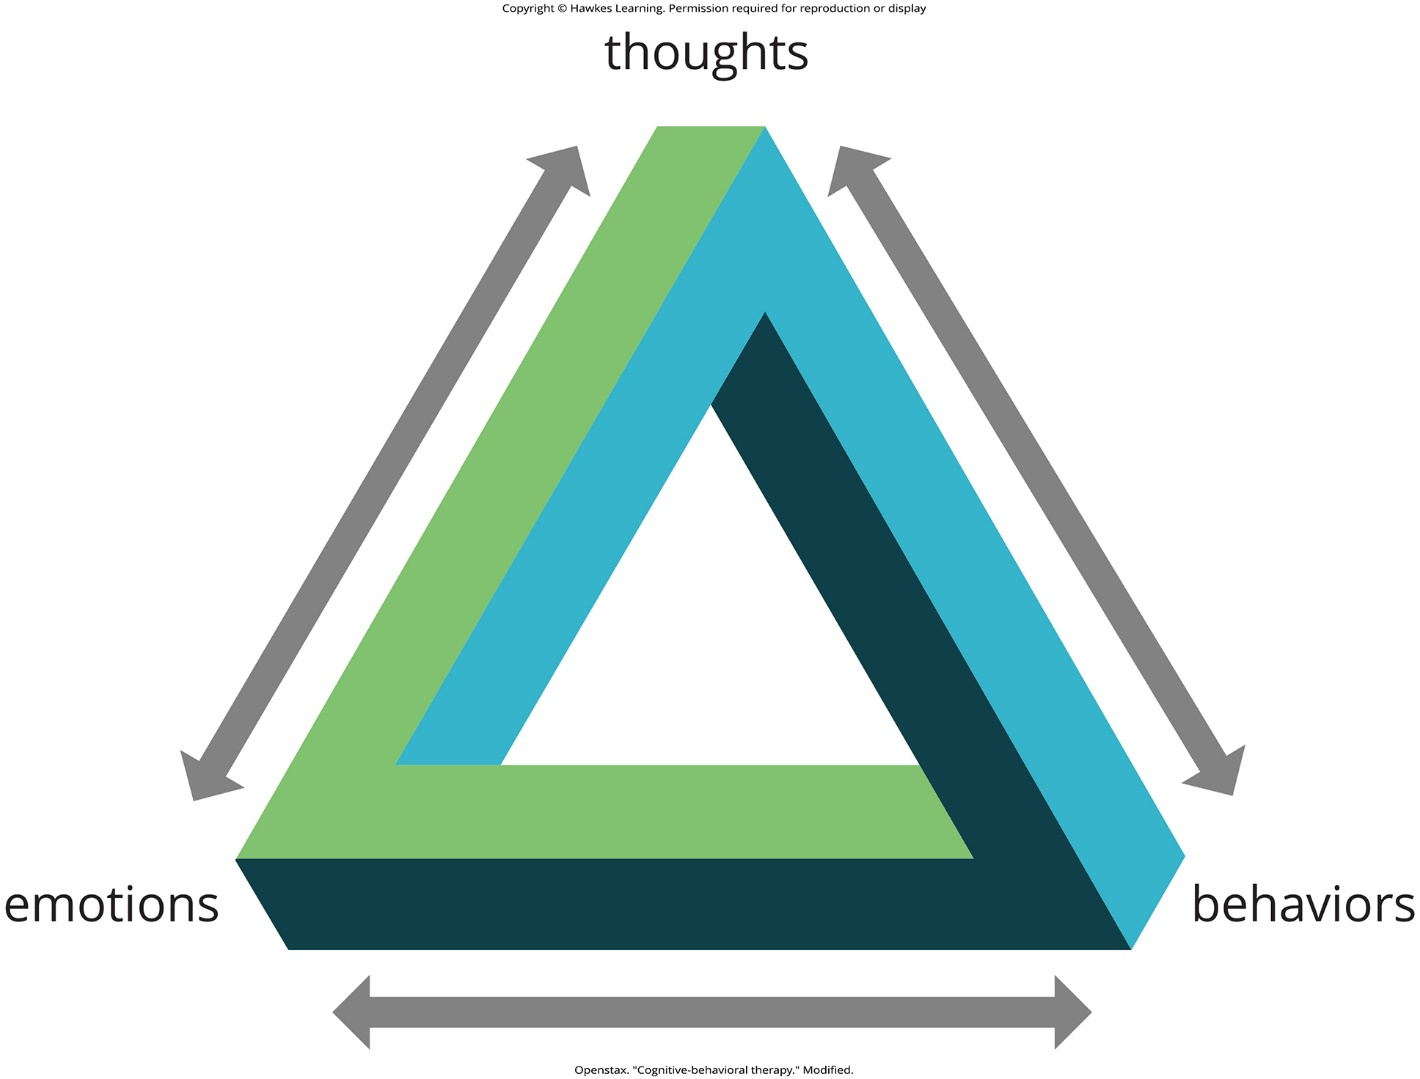 Copyright © Hawkes Learning. Permission required for reproduction or display
thoughts
emotions
behaviors
Openstax. "Cognitive-behavioral therapy." Modified.